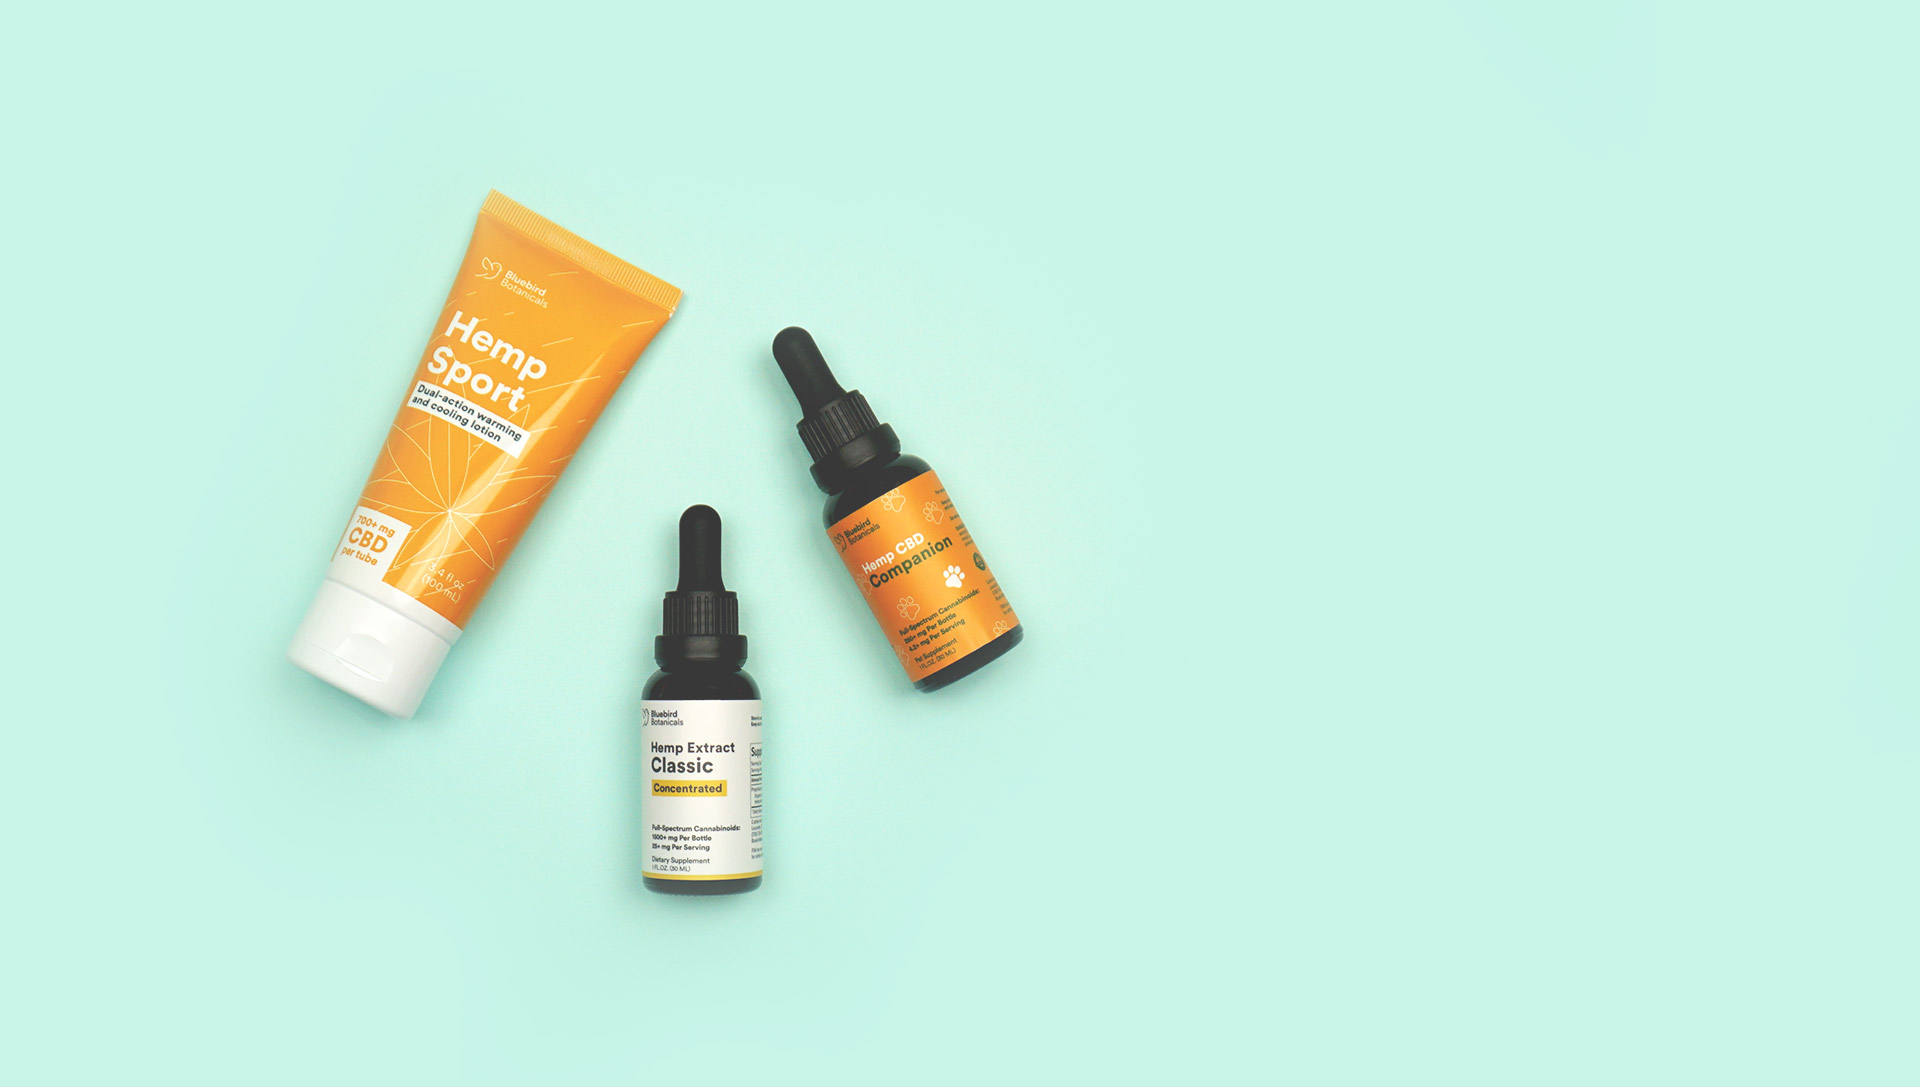 Bluebird
Botanicals
Hemp
Sport
Dual-action warming
and cooling lotion
700+ mg
CBD
per tube
3.4 fl oz
(100 mL)
Bluebird
Botanicals
Hemp Extract
Classic
Concentrated
Full-Spectrum Cannabinoids:
1500+ mg Per Bottle
25+ mg Per Serving
Dietary Supplement
1 FL.OZ. (30 ML)
Bluebird
Botanicals
Hemp CBD
Companion
Full-Spectrum Cannabinoids:
250+ mg Per Bottle
4.2+ mg Per Serving
Pet Supplement
1 FL.OZ. (30 ML)